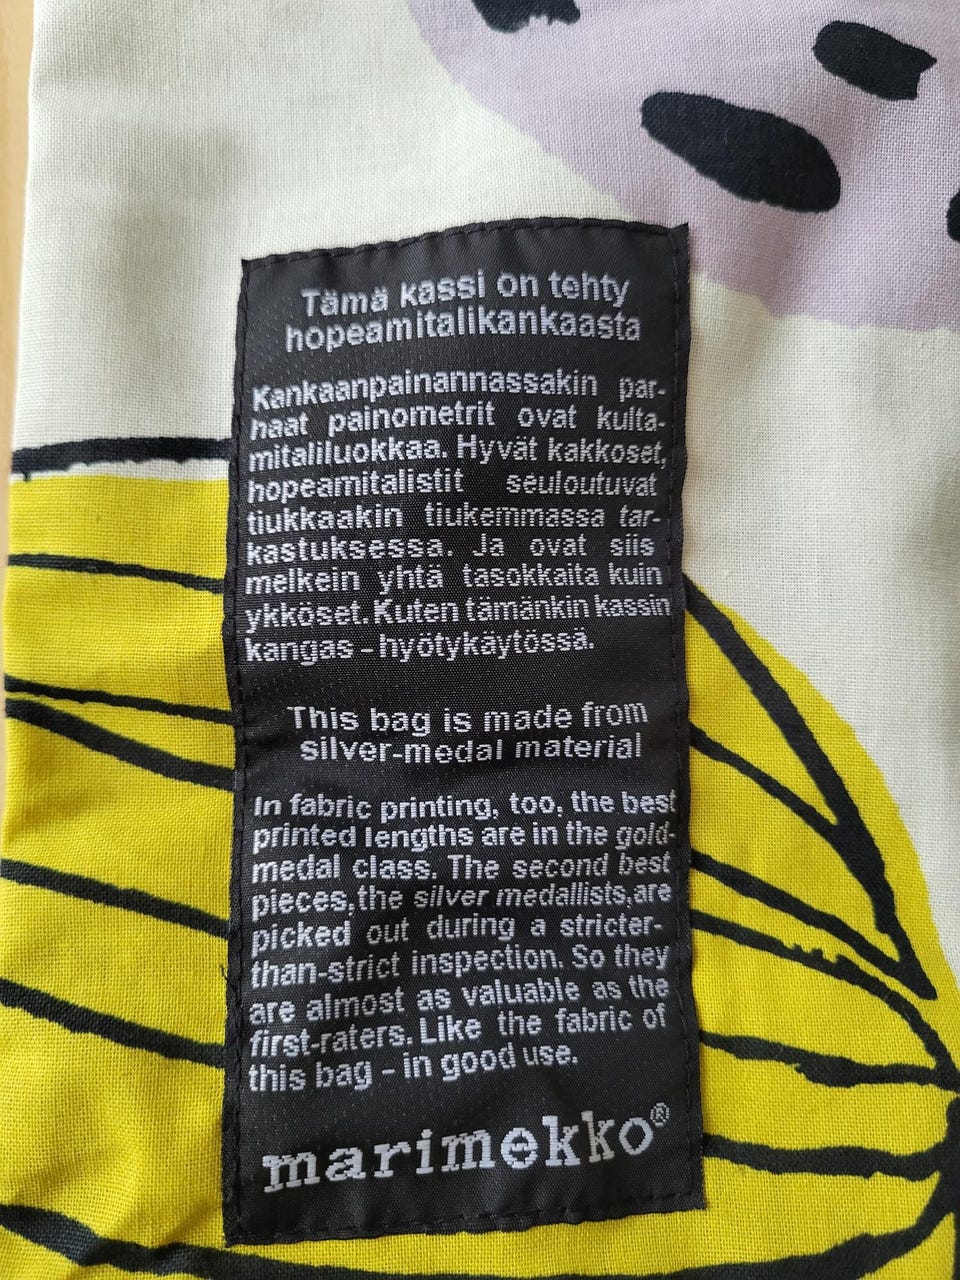 Tämä kassi on tehty
hopeamitalikankaasta
Kankaanpainannassakin par-
haat painometrit ovat kulta-
mitaliluokkaa. Hyvät kakkoset,
hopeamitalistit seuloutuvat
tiukkaakin tiukemmassa tar-
kastuksessa. Ja ovat siis
melkein yhtä tasokkaita kuin
ykköset. Kuten tämänkin kassin
kangas - hyötykäytössä.
This bag is made from
silver-medal material
In fabric printing, too, the best
printed lengths are in the gold-
medal class. The second best
pieces, the silver medallists, are
picked out during a stricter-
than-strict inspection. So they
are almost as valuable as the
first-raters. Like the fabric of
this bag - in good use.
marimekko®